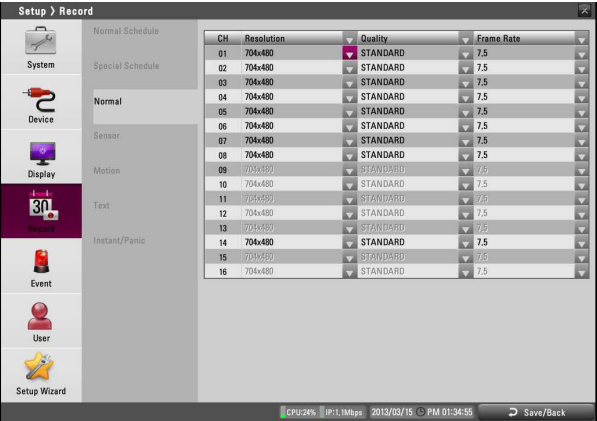 Setup > Record
System
Device
Display
30
Record
Event
User
Setup Wizard
Normal Schedule
Special Schedule
Normal
Sensor
Motion
Text
Instant/Panic
CH Resolution Quality Frame Rate
01 704x480 STANDARD 7.5
02 704x480 STANDARD 7.5
03 704x480 STANDARD 7.5
04 704x480 STANDARD 7.5
05 704x480 STANDARD 7.5
06 704x480 STANDARD 7.5
07 704x480 STANDARD 7.5
08 704x480 STANDARD 7.5
09 704x480 STANDARD 7.5
10 704x480 STANDARD 7.5
11 704x480 STANDARD 7.5
12 704x480 STANDARD 7.5
13 704x480 STANDARD 7.5
14 704x480 STANDARD 7.5
15 704x480 STANDARD 7.5
16 704x480 STANDARD 7.5
CPU:24% IP:1,1Mbps 2013/03/15 PM 01:34:55 Save/Back